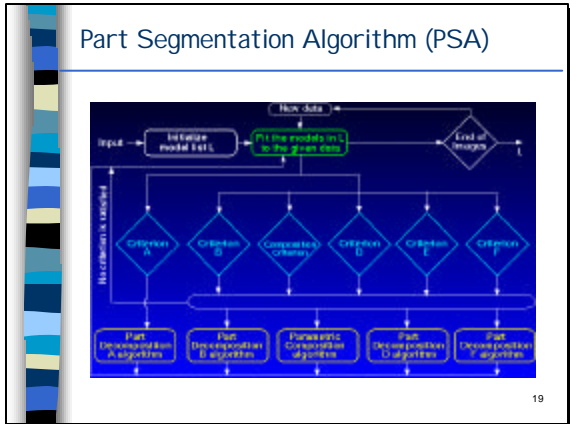 Part Segmentation Algorithm (PSA)
New data
Input
Initialize
model list L
Fit the models in L
to the given data
End of
Images
L
No criterion is satisfied
Criterion
A
Criterion
B
Composition
Criterion
Criterion
D
Criterion
E
Criterion
F
Part
Decomposition
A algorithm
Part
Decomposition
B algorithm
Parametric
Composition
algorithm
Part
Decomposition
D algorithm
Part
Decomposition
F algorithm
19